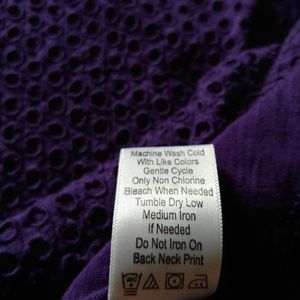 Machine Wash Cold
With Like Colors
Gentle Cycle
Only Non Chlorine
Bleach When Needed
Tumble Dry Low
Medium Iron
If Needed
Do Not Iron On
Back Neck Print